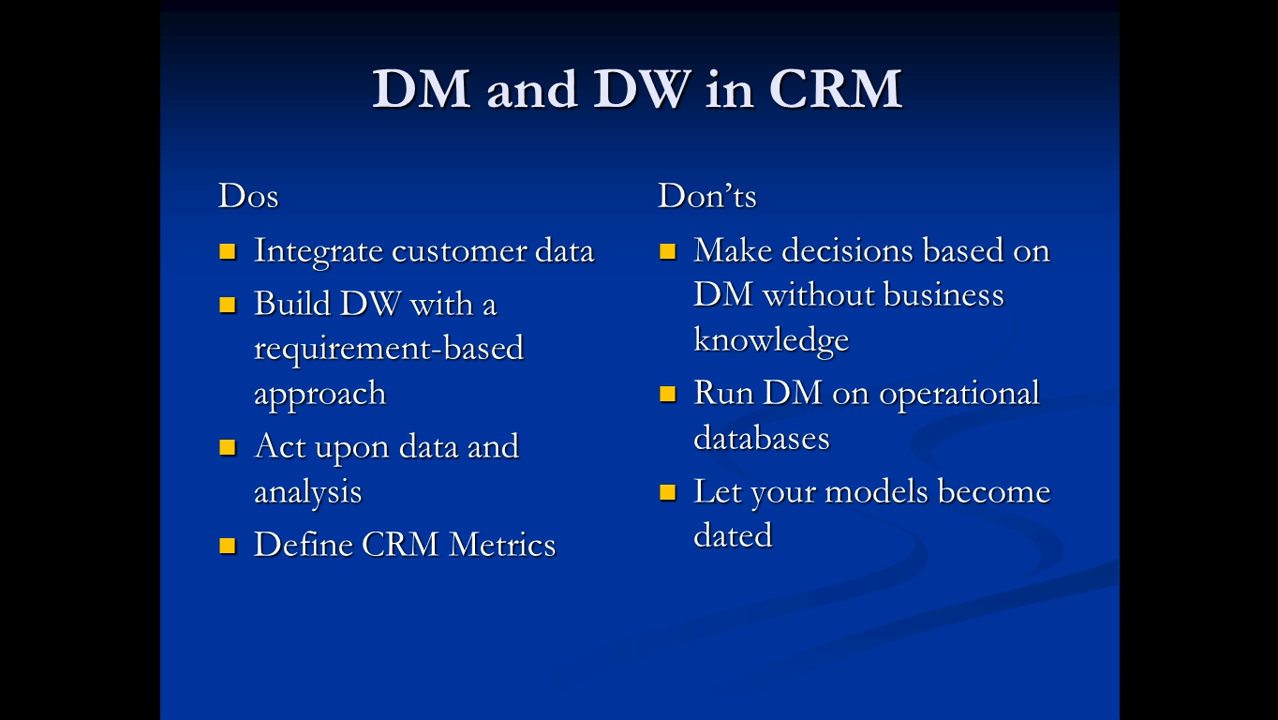 DM and DW in CRM
Dos
Integrate customer data
Build DW with a
requirement-based
approach
Act upon data and
analysis
Define CRM Metrics
Don’ts
Make decisions based on
DM without business
knowledge
Run DM on operational
databases
Let your models become
dated